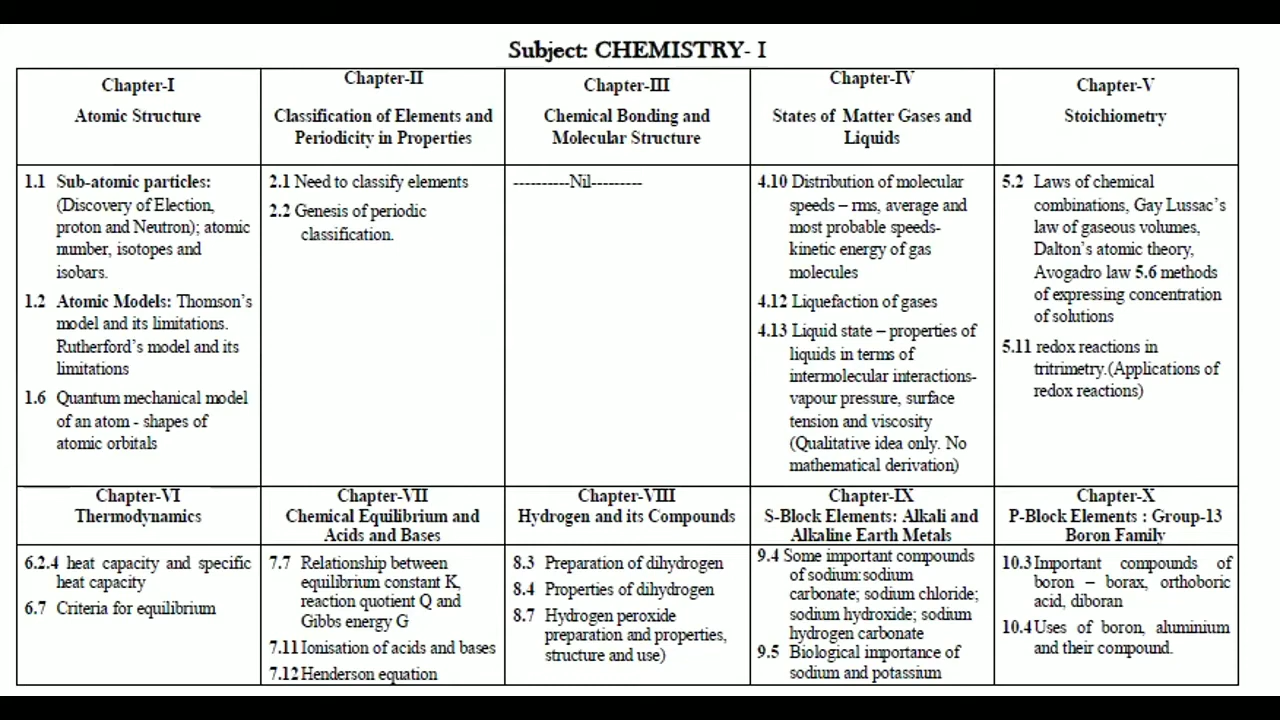 Subject: CHEMISTRY- I
Chapter-I
Atomic Structure
Chapter-II
Classification of Elements and
Periodicity in Properties
Chapter-III
Chemical Bonding and
Molecular Structure
Chapter-IV
States of Matter Gases and
Liquids
Chapter-V
Stoichiometry
1.1 Sub-atomic particles:
(Discovery of Election,
proton and Neutron); atomic
number, isotopes and
isobars.
1.2 Atomic Models: Thomson's
model and its limitations.
Rutherford's model and its
limitations
1.6 Quantum mechanical model
of an atom - shapes of
atomic orbitals
2.1 Need to classify elements
2.2 Genesis of periodic
classification.
----------Nil---------
4.10 Distribution of molecular
speeds – rms, average and
most probable speeds-
kinetic energy of gas
molecules
4.12 Liquefaction of gases
4.13 Liquid state – properties of
liquids in terms of
intermolecular interactions-
vapour pressure, surface
tension and viscosity
(Qualitative idea only. No
mathematical derivation)
5.2 Laws of chemical
combinations, Gay Lussac's
law of gaseous volumes,
Dalton's atomic theory,
Avogadro law 5.6 methods
of expressing concentration
of solutions
5.11 redox reactions in
tritrimetry.(Applications of
redox reactions)
Chapter-VI
Thermodynamics
Chapter-VII
Chemical Equilibrium and
Acids and Bases
Chapter-VIII
Hydrogen and its Compounds
Chapter-IX
S-Block Elements: Alkali and
Alkaline Earth Metals
Chapter-X
P-Block Elements : Group-13
Boron Family
6.2.4 heat capacity and specific
heat capacity
6.7 Criteria for equilibrium
7.7 Relationship between
equilibrium constant K,
reaction quotient Q and
Gibbs energy G
7.11 Ionisation of acids and bases
7.12 Henderson equation
8.3 Preparation of dihydrogen
8.4 Properties of dihydrogen
8.7 Hydrogen peroxide
preparation and properties,
structure and use)
9.4 Some important compounds
of sodium:sodium
carbonate; sodium chloride;
sodium hydroxide; sodium
hydrogen carbonate
9.5 Biological importance of
sodium and potassium
10.3 Important compounds of
boron – borax, orthoboric
acid, diboran
10.4 Uses of boron, aluminium
and their compound.